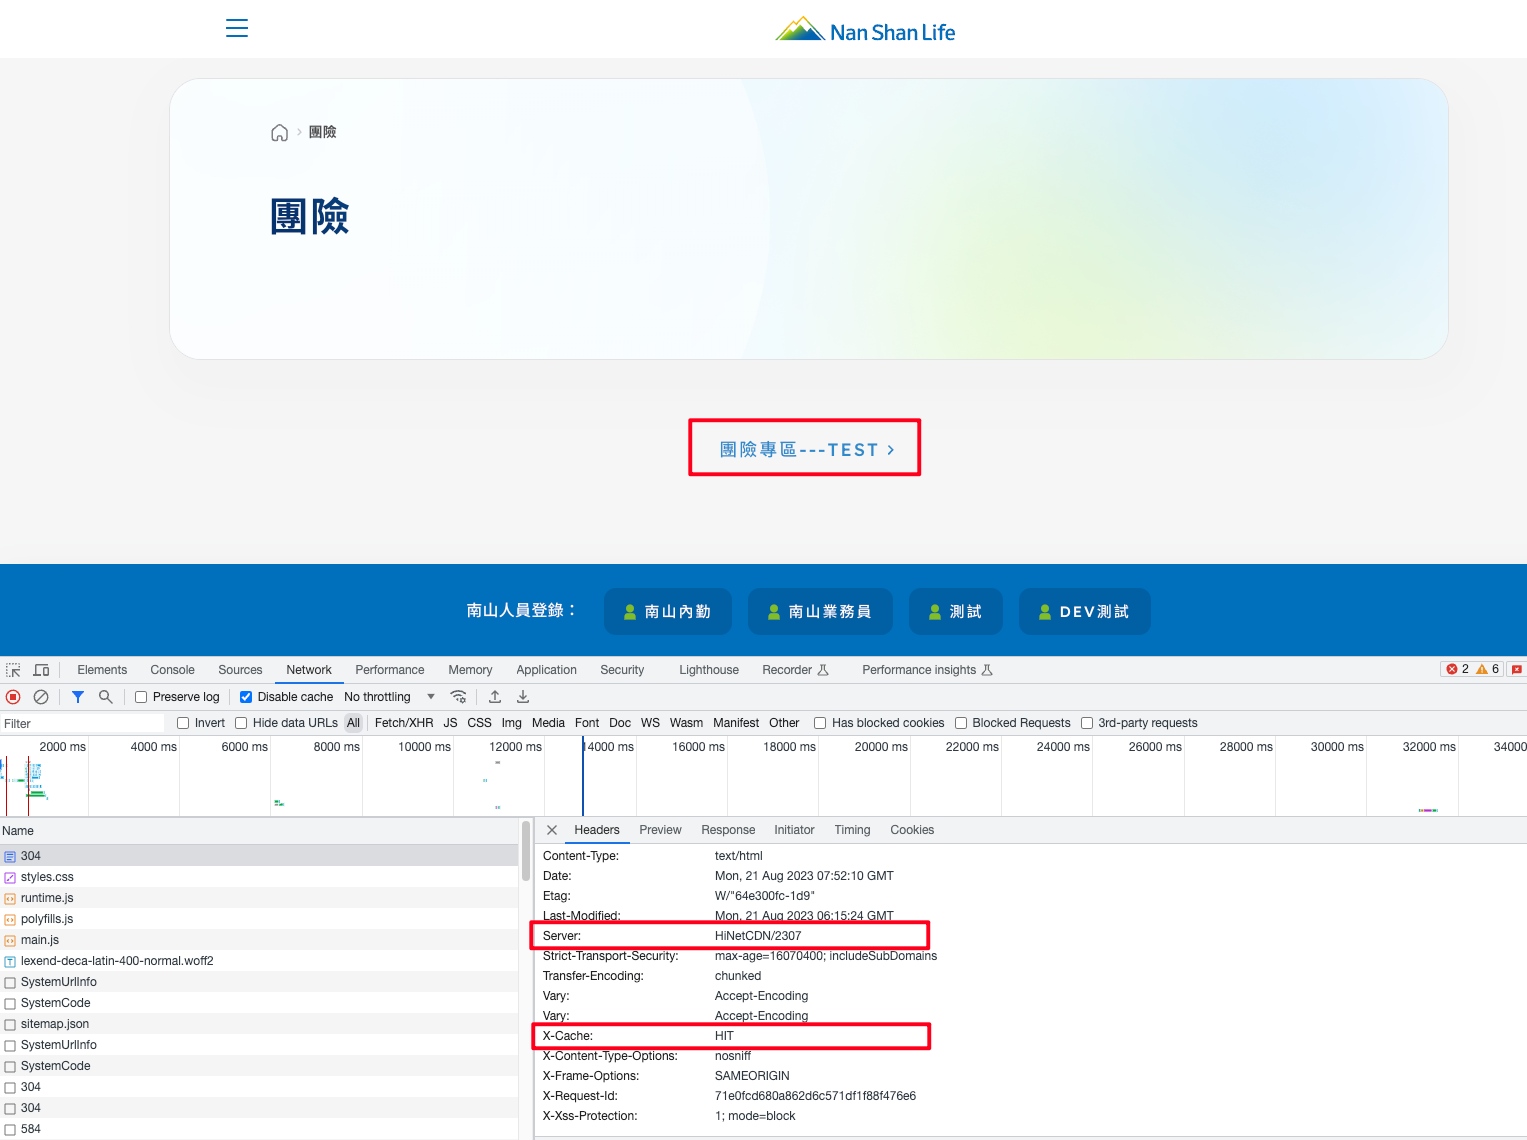 Nan Shan Life
團險
團險
團險專區---TEST
南山人員登錄：
南山內勤
南山業務員
測試
DEV測試
Elements Console Sources Network Performance Memory Application Security Lighthouse Recorder Performance insights 2 6
Preserve log Disable cache No throttling
Filter Invert Hide data URLs All Fetch/XHR JS CSS Img Media Font Doc WS Wasm Manifest Other Has blocked cookies Blocked Requests 3rd-party requests
2000 ms 4000 ms 6000 ms 8000 ms 10000 ms 12000 ms 14000 ms 16000 ms 18000 ms 20000 ms 22000 ms 24000 ms 26000 ms 28000 ms 30000 ms 32000 ms 34000
Name
304
styles.css
runtime.js
polyfills.js
main.js
lexend-deca-latin-400-normal.woff2
SystemUrlInfo
SystemCode
sitemap.json
SystemUrlInfo
SystemCode
304
304
584
Headers Preview Response Initiator Timing Cookies
Content-Type: text/html
Date: Mon, 21 Aug 2023 07:52:10 GMT
Etag: W/"64e300fc-1d9"
Last-Modified: Mon, 21 Aug 2023 06:15:24 GMT
Server: HiNetCDN/2307
Strict-Transport-Security: max-age=16070400; includeSubDomains
Transfer-Encoding: chunked
Vary: Accept-Encoding
Vary: Accept-Encoding
X-Cache: HIT
X-Content-Type-Options: nosniff
X-Frame-Options: SAMEORIGIN
X-Request-Id: 71e0fcd680a862d6c571df1f88f476e6
X-Xss-Protection: 1; mode=block